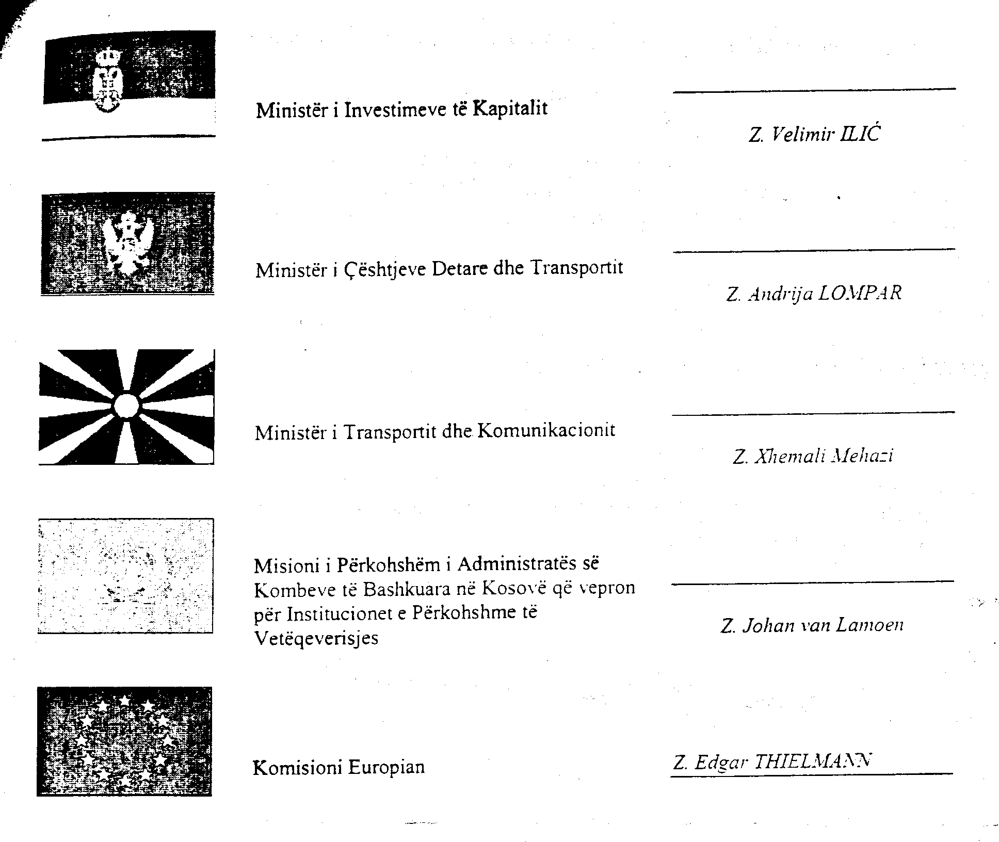 Ministër i Investimeve të Kapitalit
Z. Velimir ILIĆ
Ministër i Çështjeve Detare dhe Transportit
Z. Andrija LOMPAR
Ministër i Transportit dhe Komunikacionit
Z. Xhemali Mehazi
Misioni i Përkohshëm i Administratës së
Kombeve të Bashkuara në Kosovë që vepron
për Institucionet e Përkohshme të
Vetëqeverisjes
Z. Johan van Lamoen
Komisioni Europian
Z. Edgar THIELMANN